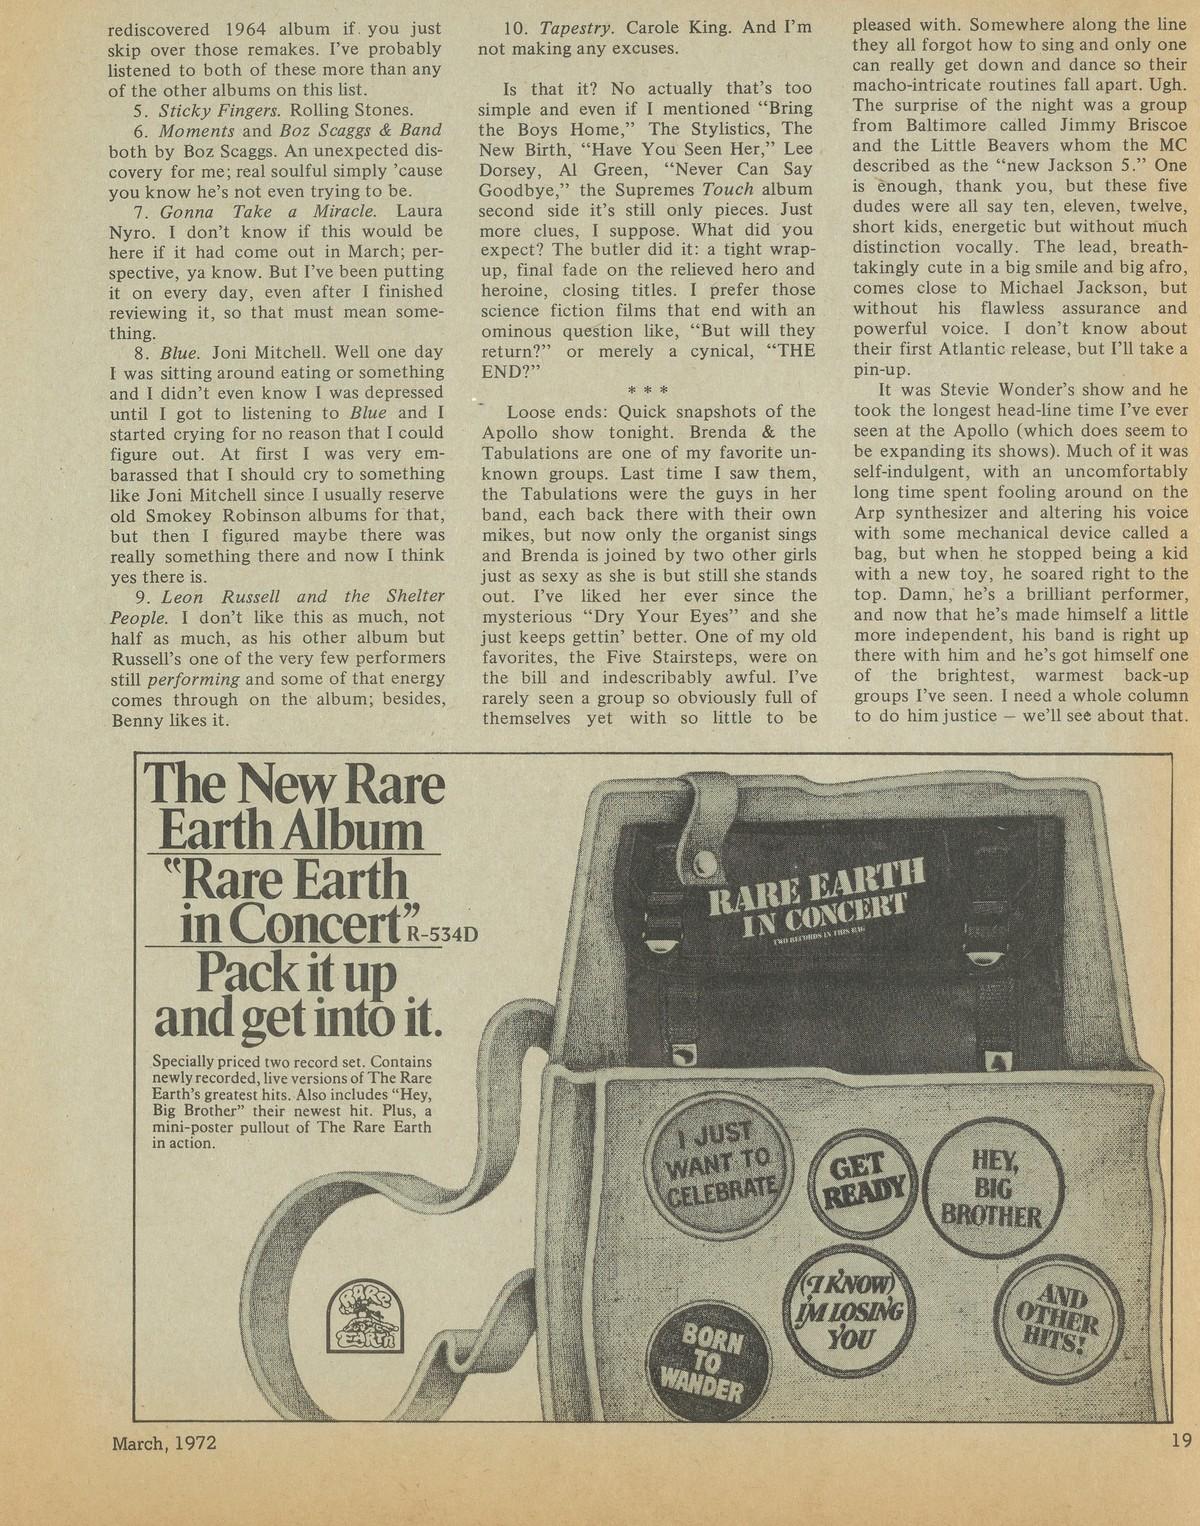 rediscovered 1964 album if you just
skip over those remakes. I've probably
listened to both of these more than any
of the other albums on this list.
5. Sticky Fingers. Rolling Stones.
6. Moments and Boz Scaggs & Band
both by Boz Scaggs. An unexpected dis-
covery for me; real soulful simply 'cause
you know he's not even trying to be.
7. Gonna Take a Miracle. Laura
Nyro. I don't know if this would be
here if it had come out in March; per-
spective, ya know. But I've been putting
it on every day, even after I finished
reviewing it, so that must mean some-
thing.
8. Blue. Joni Mitchell. Well one day
I was sitting around eating or something
and I didn't even know I was depressed
until I got to listening to Blue and I
started crying for no reason that I could
figure out. At first I was very em-
barassed that I should cry to something
like Joni Mitchell since I usually reserve
old Smokey Robinson albums for that,
but then I figured maybe there was
really something there and now I think
yes there is.
9. Leon Russell and the Shelter
People. I don't like this as much, not
half as much, as his other album but
Russell's one of the very few performers
still performing and some of that energy
comes through on the album; besides,
Benny likes it.
10. Tapestry. Carole King. And I'm
not making any excuses.
Is that it? No actually that's too
simple and even if I mentioned "Bring
the Boys Home," The Stylistics, The
New Birth, "Have You Seen Her," Lee
Dorsey, Al Green, "Never Can Say
Goodbye," the Supremes Touch album
second side it's still only pieces. Just
more clues, I suppose. What did you
expect? The butler did it: a tight wrap-
up, final fade on the relieved hero and
heroine, closing titles. I prefer those
science fiction films that end with an
ominous question like, "But will they
return?" or merely a cynical, "THE
END?"
* * *
Loose ends: Quick snapshots of the
Apollo show tonight. Brenda & the
Tabulations are one of my favorite un-
known groups. Last time I saw them,
the Tabulations were the guys in her
band, each back there with their own
mikes, but now only the organist sings
and Brenda is joined by two other girls
just as sexy as she is but still she stands
out. I've liked her ever since the
mysterious "Dry Your Eyes" and she
just keeps gettin' better. One of my old
favorites, the Five Stairsteps, were on
the bill and indescribably awful. I've
rarely seen a group so obviously full of
themselves yet with so little to be
pleased with. Somewhere along the line
they all forgot how to sing and only one
can really get down and dance so their
macho-intricate routines fall apart. Ugh.
The surprise of the night was a group
from Baltimore called Jimmy Briscoe
and the Little Beavers whom the MC
described as the "new Jackson 5." One
is enough, thank you, but these five
dudes were all say ten, eleven, twelve,
short kids, energetic but without much
distinction vocally. The lead, breath-
takingly cute in a big smile and big afro,
comes close to Michael Jackson, but
without his flawless assurance and
powerful voice. I don't know about
their first Atlantic release, but I'll take a
pin-up.
It was Stevie Wonder's show and he
took the longest head-line time I've ever
seen at the Apollo (which does seem to
be expanding its shows). Much of it was
self-indulgent, with an uncomfortably
long time spent fooling around on the
Arp synthesizer and altering his voice
with some mechanical device called a
bag, but when he stopped being a kid
with a new toy, he soared right to the
top. Damn, he's a brilliant performer,
and now that he's made himself a little
more independent, his band is right up
there with him and he's got himself one
of the brightest, warmest back-up
groups I've seen. I need a whole column
to do him justice — we'll see about that.
The New Rare
Earth Album
"Rare Earth
in Concert" R-534D
Pack it up
and get into it.
Specially priced two record set. Contains
newly recorded, live versions of The Rare
Earth's greatest hits. Also includes "Hey,
Big Brother" their newest hit. Plus, a
mini-poster pullout of The Rare Earth
in action.
RARE EARTH
IN CONCERT
TWO RECORDS IN THIS BAG
I JUST
WANT TO
CELEBRATE
GET
READY
HEY,
BIG
BROTHER
(I KNOW)
I'M LOSING
YOU
AND
OTHER
HITS!
BORN
TO
WANDER
RARE
EARTH
March, 1972
19